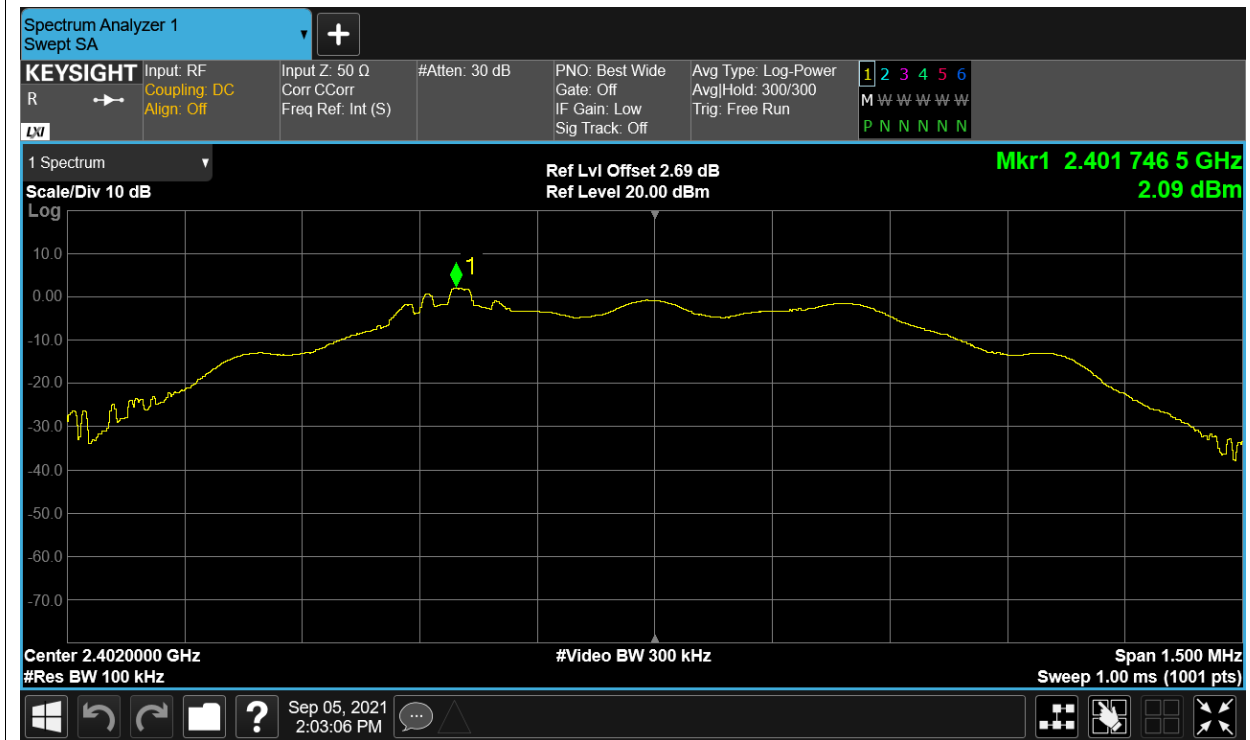 Spectrum Analyzer 1
Swept SA
+
KEYSIGHT
R
LXI
Input: RF
Coupling: DC
Align: Off
Input Z: 50 Ω
Corr CCorr
Freq Ref: Int (S)
#Atten: 30 dB
PNO: Best Wide
Gate: Off
IF Gain: Low
Sig Track: Off
Avg Type: Log-Power
Avg|Hold: 300/300
Trig: Free Run
1 2 3 4 5 6
M W W W W W
P N N N N N
1 Spectrum
Scale/Div 10 dB
Log
Ref Lvl Offset 2.69 dB
Ref Level 20.00 dBm
Mkr1 2.401 746 5 GHz
2.09 dBm
10.0
0.00
-10.0
-20.0
-30.0
-40.0
-50.0
-60.0
-70.0
1
Center 2.4020000 GHz
#Res BW 100 kHz
#Video BW 300 kHz
Span 1.500 MHz
Sweep 1.00 ms (1001 pts)
?
Sep 05, 2021
2:03:06 PM